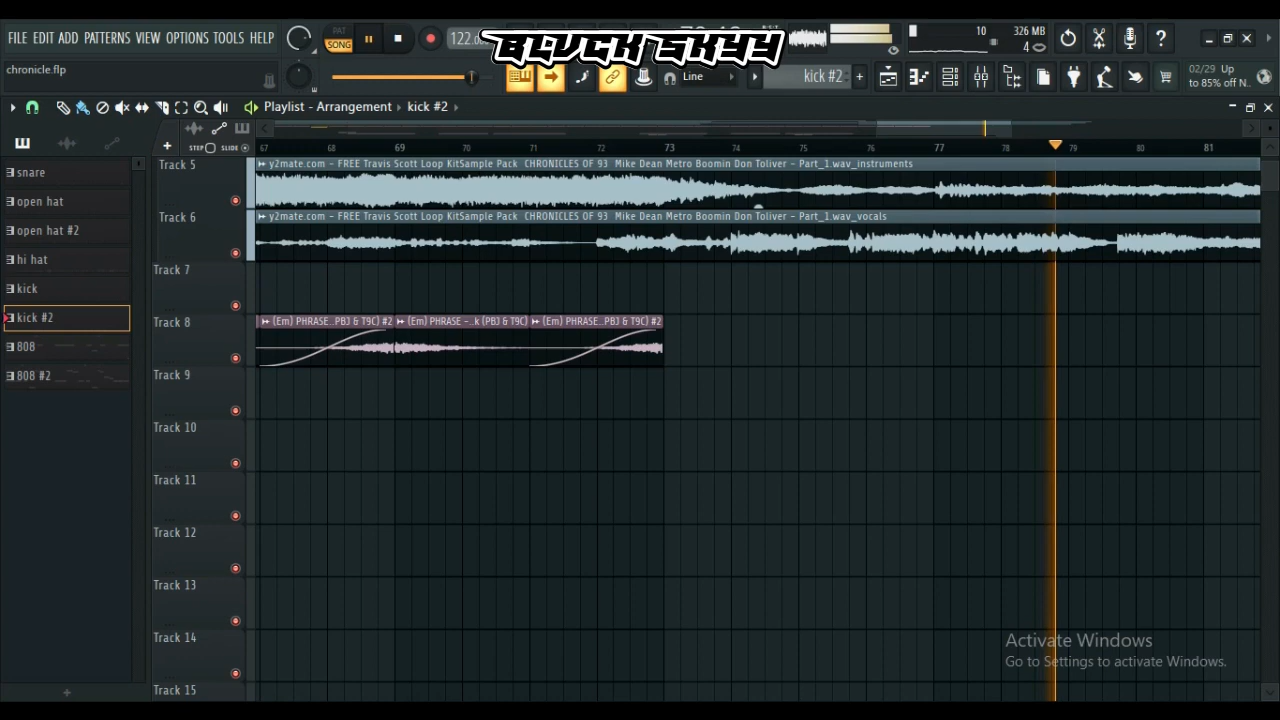 FILE EDIT ADD PATTERNS VIEW OPTIONS TOOLS HELP
chronicle.flp
PAT
SONG
122.
BLVCK SKYY
Line
kick #2
10
326 MB
4
02/29 Up
to 85% off N..
Playlist - Arrangement › kick #2
STEP SLIDE
67 68 69 70 71 72 73 74 75 76 77 78 79 80 81
snare
open hat
open hat #2
hi hat
kick
kick #2
808
808 #2
Track 5
y2mate.com - FREE Travis Scott Loop KitSample Pack CHRONICLES OF 93 Mike Dean Metro Boomin Don Toliver - Part_1.wav_instruments
Track 6
y2mate.com - FREE Travis Scott Loop KitSample Pack CHRONICLES OF 93 Mike Dean Metro Boomin Don Toliver - Part_1.wav_vocals
Track 7
Track 8
(Em) PHRASE..PBJ & T9C) #2
(Em) PHRASE -..k (PBJ & T9C)
(Em) PHRASE..PBJ & T9C) #2
Track 9
Track 10
Track 11
Track 12
Track 13
Track 14
Track 15
Activate Windows
Go to Settings to activate Windows.